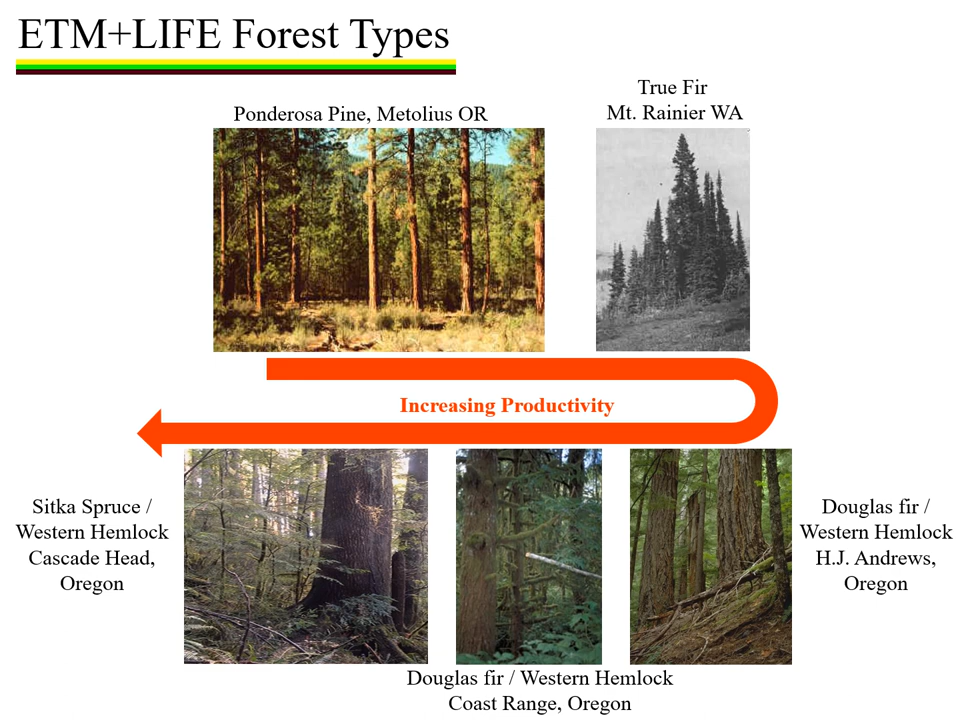 ETM+LIFE Forest Types
True Fir
Mt. Rainier WA
Ponderosa Pine, Metolius OR
Increasing Productivity
Sitka Spruce /
Western Hemlock
Cascade Head,
Oregon
Douglas fir /
Western Hemlock
H.J. Andrews,
Oregon
Douglas fir / Western Hemlock
Coast Range, Oregon